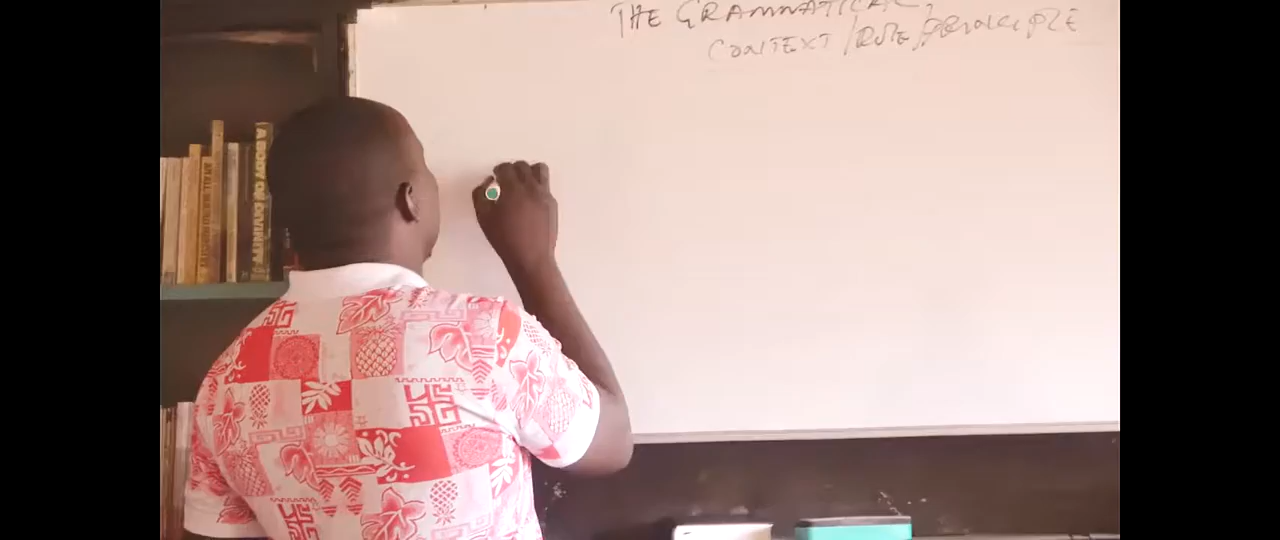 THE GRAMMATICAL
CONTEXT/RULE/PRINCIPLE
A BODY OF DIVINITY